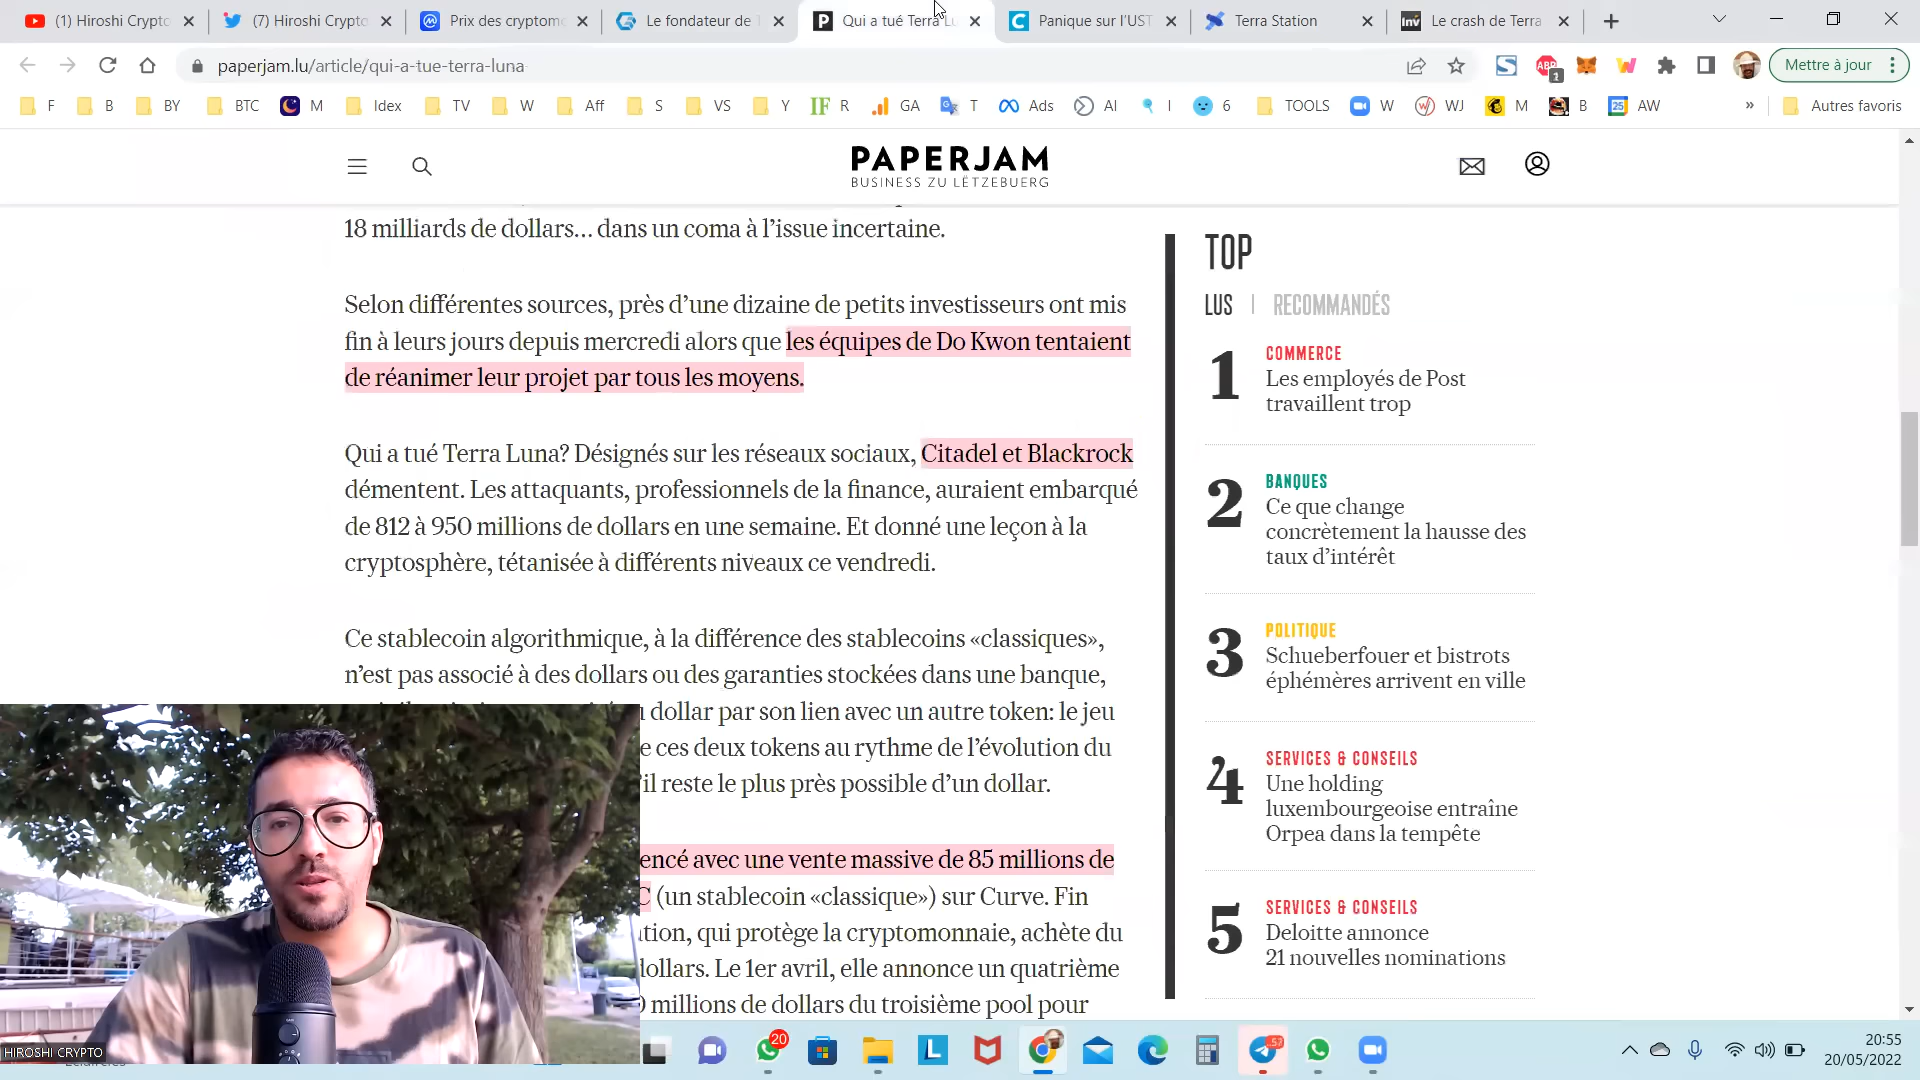 (1) Hiroshi Crypto
(7) Hiroshi Crypto
Prix des cryptom
Le fondateur de T
Qui a tué Terra Lu
Panique sur l'UST
Terra Station
Le crash de Terra
paperjam.lu/article/qui-a-tue-terra-luna
Mettre à jour
F B BY BTC M Idex TV W Aff S VS Y R GA T Ads AI I 6 TOOLS W WJ M B AW » Autres favoris
PAPERJAM
BUSINESS ZU LËTZEBUERG
18 milliards de dollars… dans un coma à l'issue incertaine.
Selon différentes sources, près d'une dizaine de petits investisseurs ont mis
fin à leurs jours depuis mercredi alors que les équipes de Do Kwon tentaient
de réanimer leur projet par tous les moyens.
Qui a tué Terra Luna? Désignés sur les réseaux sociaux, Citadel et Blackrock
démentent. Les attaquants, professionnels de la finance, auraient embarqué
de 812 à 950 millions de dollars en une semaine. Et donné une leçon à la
cryptosphère, tétanisée à différents niveaux ce vendredi.
Ce stablecoin algorithmique, à la différence des stablecoins «classiques»,
n'est pas associé à des dollars ou des garanties stockées dans une banque,
dollar par son lien avec un autre token: le jeu
e ces deux tokens au rythme de l'évolution du
'il reste le plus près possible d'un dollar.
encé avec une vente massive de 85 millions de
C (un stablecoin «classique») sur Curve. Fin
tion, qui protège la cryptomonnaie, achète du
dollars. Le 1er avril, elle annonce un quatrième
0 millions de dollars du troisième pool pour
TOP
LUS | RECOMMANDÉS
1 COMMERCE
Les employés de Post
travaillent trop
2 BANQUES
Ce que change
concrètement la hausse des
taux d'intérêt
3 POLITIQUE
Schueberfouer et bistrots
éphémères arrivent en ville
4 SERVICES & CONSEILS
Une holding
luxembourgeoise entraîne
Orpea dans la tempête
5 SERVICES & CONSEILS
Deloitte annonce
21 nouvelles nominations
HIROSHI CRYPTO
20
57
20:55
20/05/2022